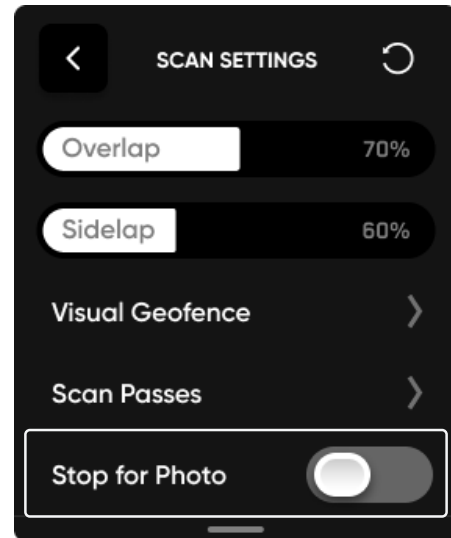 SCAN SETTINGS
Overlap 70%
Sidelap 60%
Visual Geofence
Scan Passes
Stop for Photo